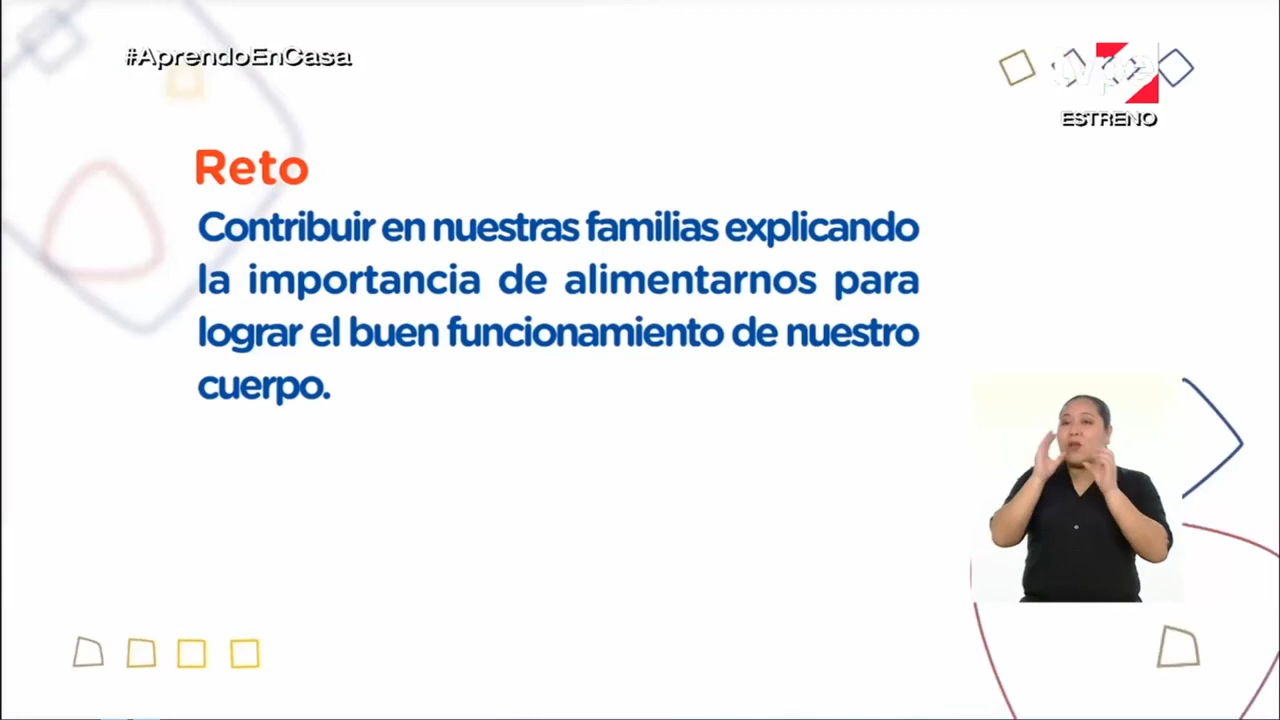 #AprendoEnCasa
tvpe
ESTRENO
Reto
Contribuir en nuestras familias explicando
la importancia de alimentarnos para
lograr el buen funcionamiento de nuestro
cuerpo.